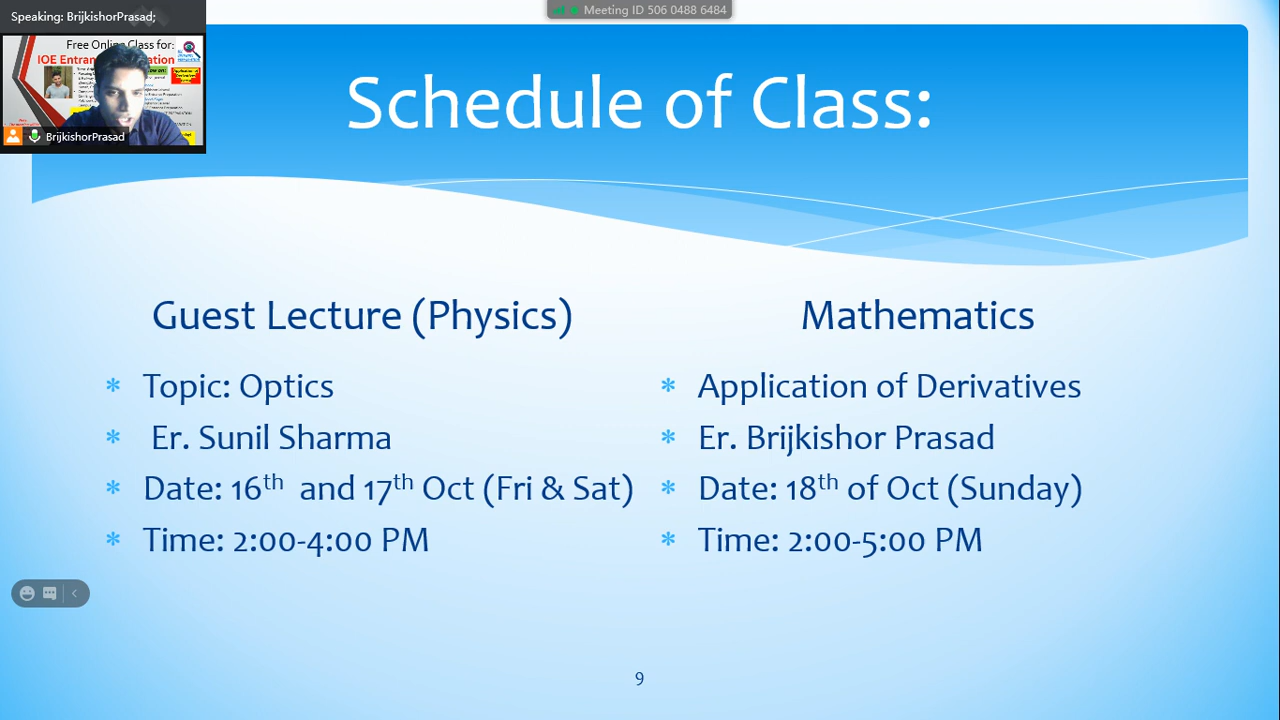 Speaking: BrijkishorPrasad;
Meeting ID 506 0488 6484
Free Online Class for:
IOE Entran
BrijkishorPrasad
Schedule of Class:
Guest Lecture (Physics)
* Topic: Optics
* Er. Sunil Sharma
* Date: 16th and 17th Oct (Fri & Sat)
* Time: 2:00-4:00 PM
Mathematics
* Application of Derivatives
* Er. Brijkishor Prasad
* Date: 18th of Oct (Sunday)
* Time: 2:00-5:00 PM
9